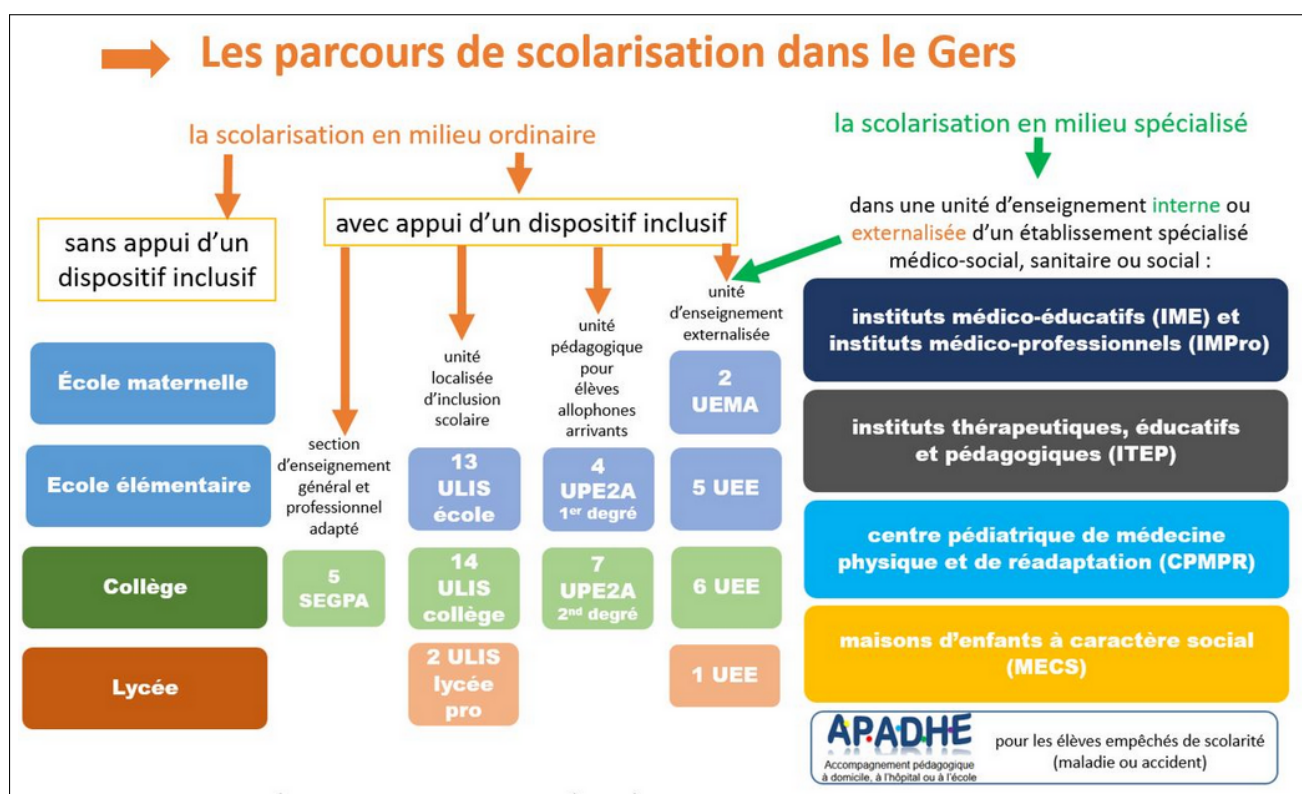 Les parcours de scolarisation dans le Gers
la scolarisation en milieu ordinaire
la scolarisation en milieu spécialisé
sans appui d'un
dispositif inclusif
avec appui d'un dispositif inclusif
dans une unité d'enseignement interne ou
externalisée d'un établissement spécialisé
médico-social, sanitaire ou social :
École maternelle
Ecole élémentaire
Collège
Lycée
section
d'enseignement
général et
professionnel
adapté
5
SEGPA
unité
localisée
d'inclusion
scolaire
13
ULIS
école
14
ULIS
collège
2 ULIS
lycée
pro
unité
pédagogique
pour
élèves
allophones
arrivants
4
UPE2A
1er degré
7
UPE2A
2nd degré
unité
d'enseignement
externalisée
2
UEMA
5 UEE
6 UEE
1 UEE
instituts médico-éducatifs (IME) et
instituts médico-professionnels (IMPro)
instituts thérapeutiques, éducatifs
et pédagogiques (ITEP)
centre pédiatrique de médecine
physique et de réadaptation (CPMPR)
maisons d'enfants à caractère social
(MECS)
APADHE
Accompagnement pédagogique
à domicile, à l'hôpital ou à l'école
pour les élèves empêchés de scolarité
(maladie ou accident)